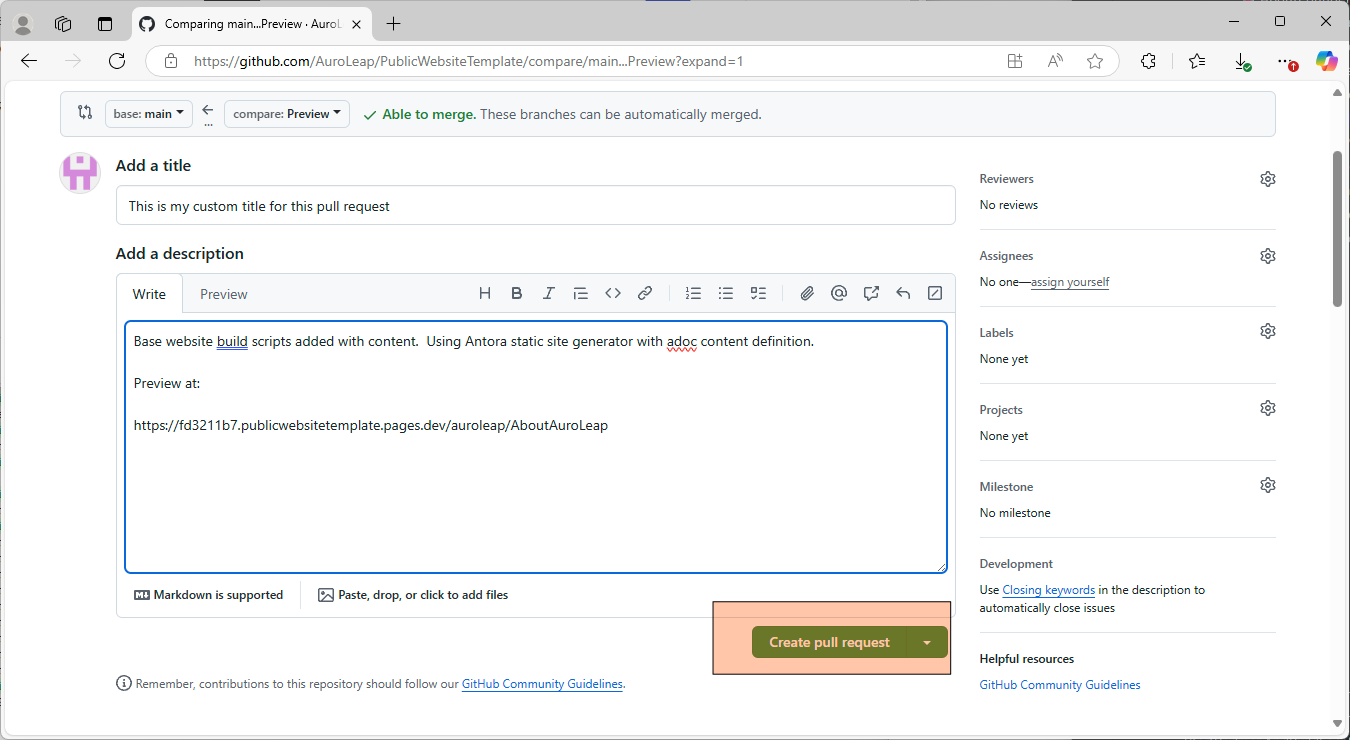 Comparing main...Preview · AuroL
https://github.com/AuroLeap/PublicWebsiteTemplate/compare/main...Preview?expand=1
base: main
...
compare: Preview
Able to merge. These branches can be automatically merged.
Add a title
This is my custom title for this pull request
Add a description
Write Preview
Base website build scripts added with content.  Using Antora static site generator with adoc content definition.
Preview at:
https://fd3211b7.publicwebsitetemplate.pages.dev/auroleap/AboutAuroLeap
Markdown is supported
Paste, drop, or click to add files
Create pull request
Remember, contributions to this repository should follow our GitHub Community Guidelines.
Reviewers
No reviews
Assignees
No one—assign yourself
Labels
None yet
Projects
None yet
Milestone
No milestone
Development
Use Closing keywords in the description to
automatically close issues
Helpful resources
GitHub Community Guidelines